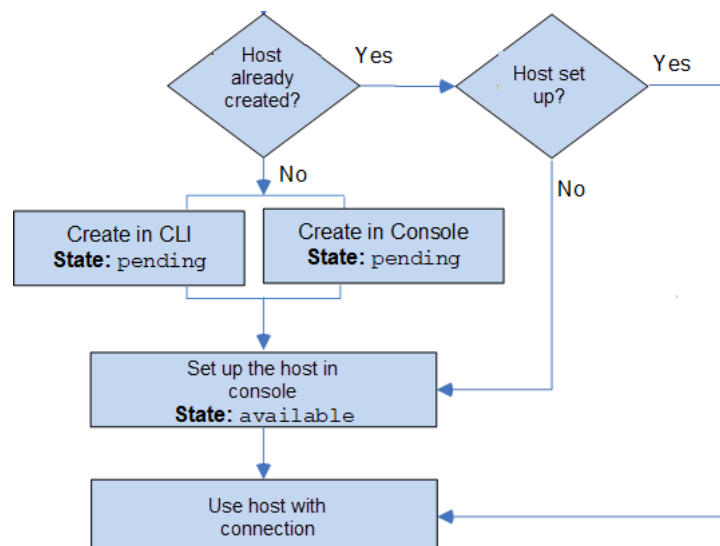 Host
already
created?
Yes
Host set
up?
Yes
No
No
Create in CLI
State: pending
Create in Console
State: pending
Set up the host in
console
State: available
Use host with
connection